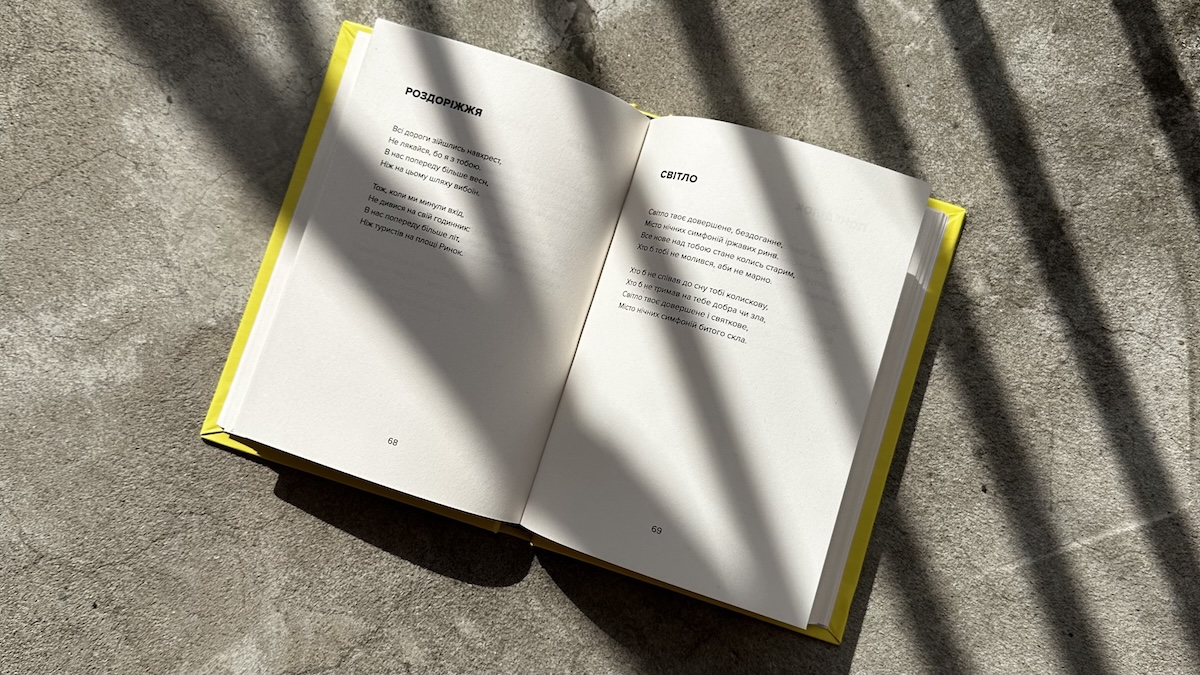 РОЗДОРІЖЖЯ
Всі дороги зійшлись навхрест,
Не лякайся, бо я з тобою.
В нас попереду більше весн,
Ніж на цьому шляху вибоїн.
Тож, коли ми минули вхід,
Не дивися на свій годинник:
В нас попереду більше літ,
Ніж туристів на площі Ринок.
68
СВІТЛО
Світло твоє довершене, бездоганне,
Місто нічних симфоній іржавих ринв.
Все нове над тобою стане колись старим,
Хто б тобі не молився, аби не марно.
Хто б не співав до сну тобі колискову,
Хто б не тримав на тебе добра чи зла,
Світло твоє довершене і святкове,
Місто нічних симфоній битого скла.
69